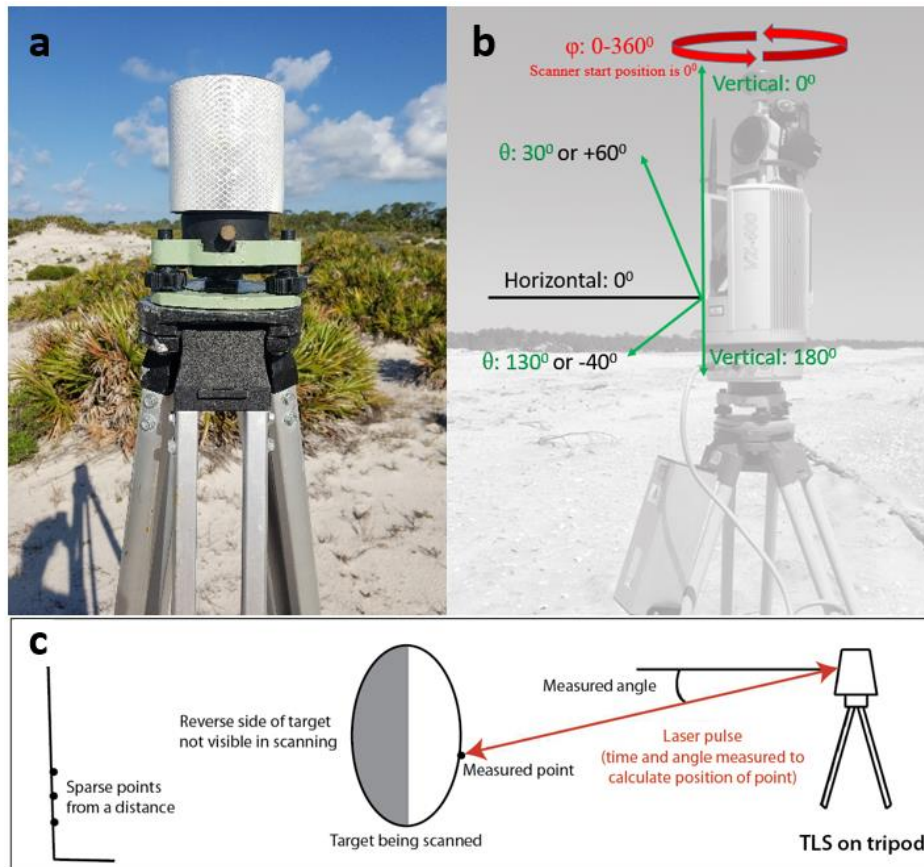 a
b
φ: 0-360⁰
Scanner start position is 0⁰
Vertical: 0⁰
θ: 30⁰ or +60⁰
Horizontal: 0⁰
θ: 130⁰ or -40⁰
Vertical: 180⁰
VZ-400
c
Measured angle
Reverse side of target
not visible in scanning
Laser pulse
(time and angle measured to
calculate position of point)
Measured point
Sparse points
from a distance
Target being scanned
TLS on tripod